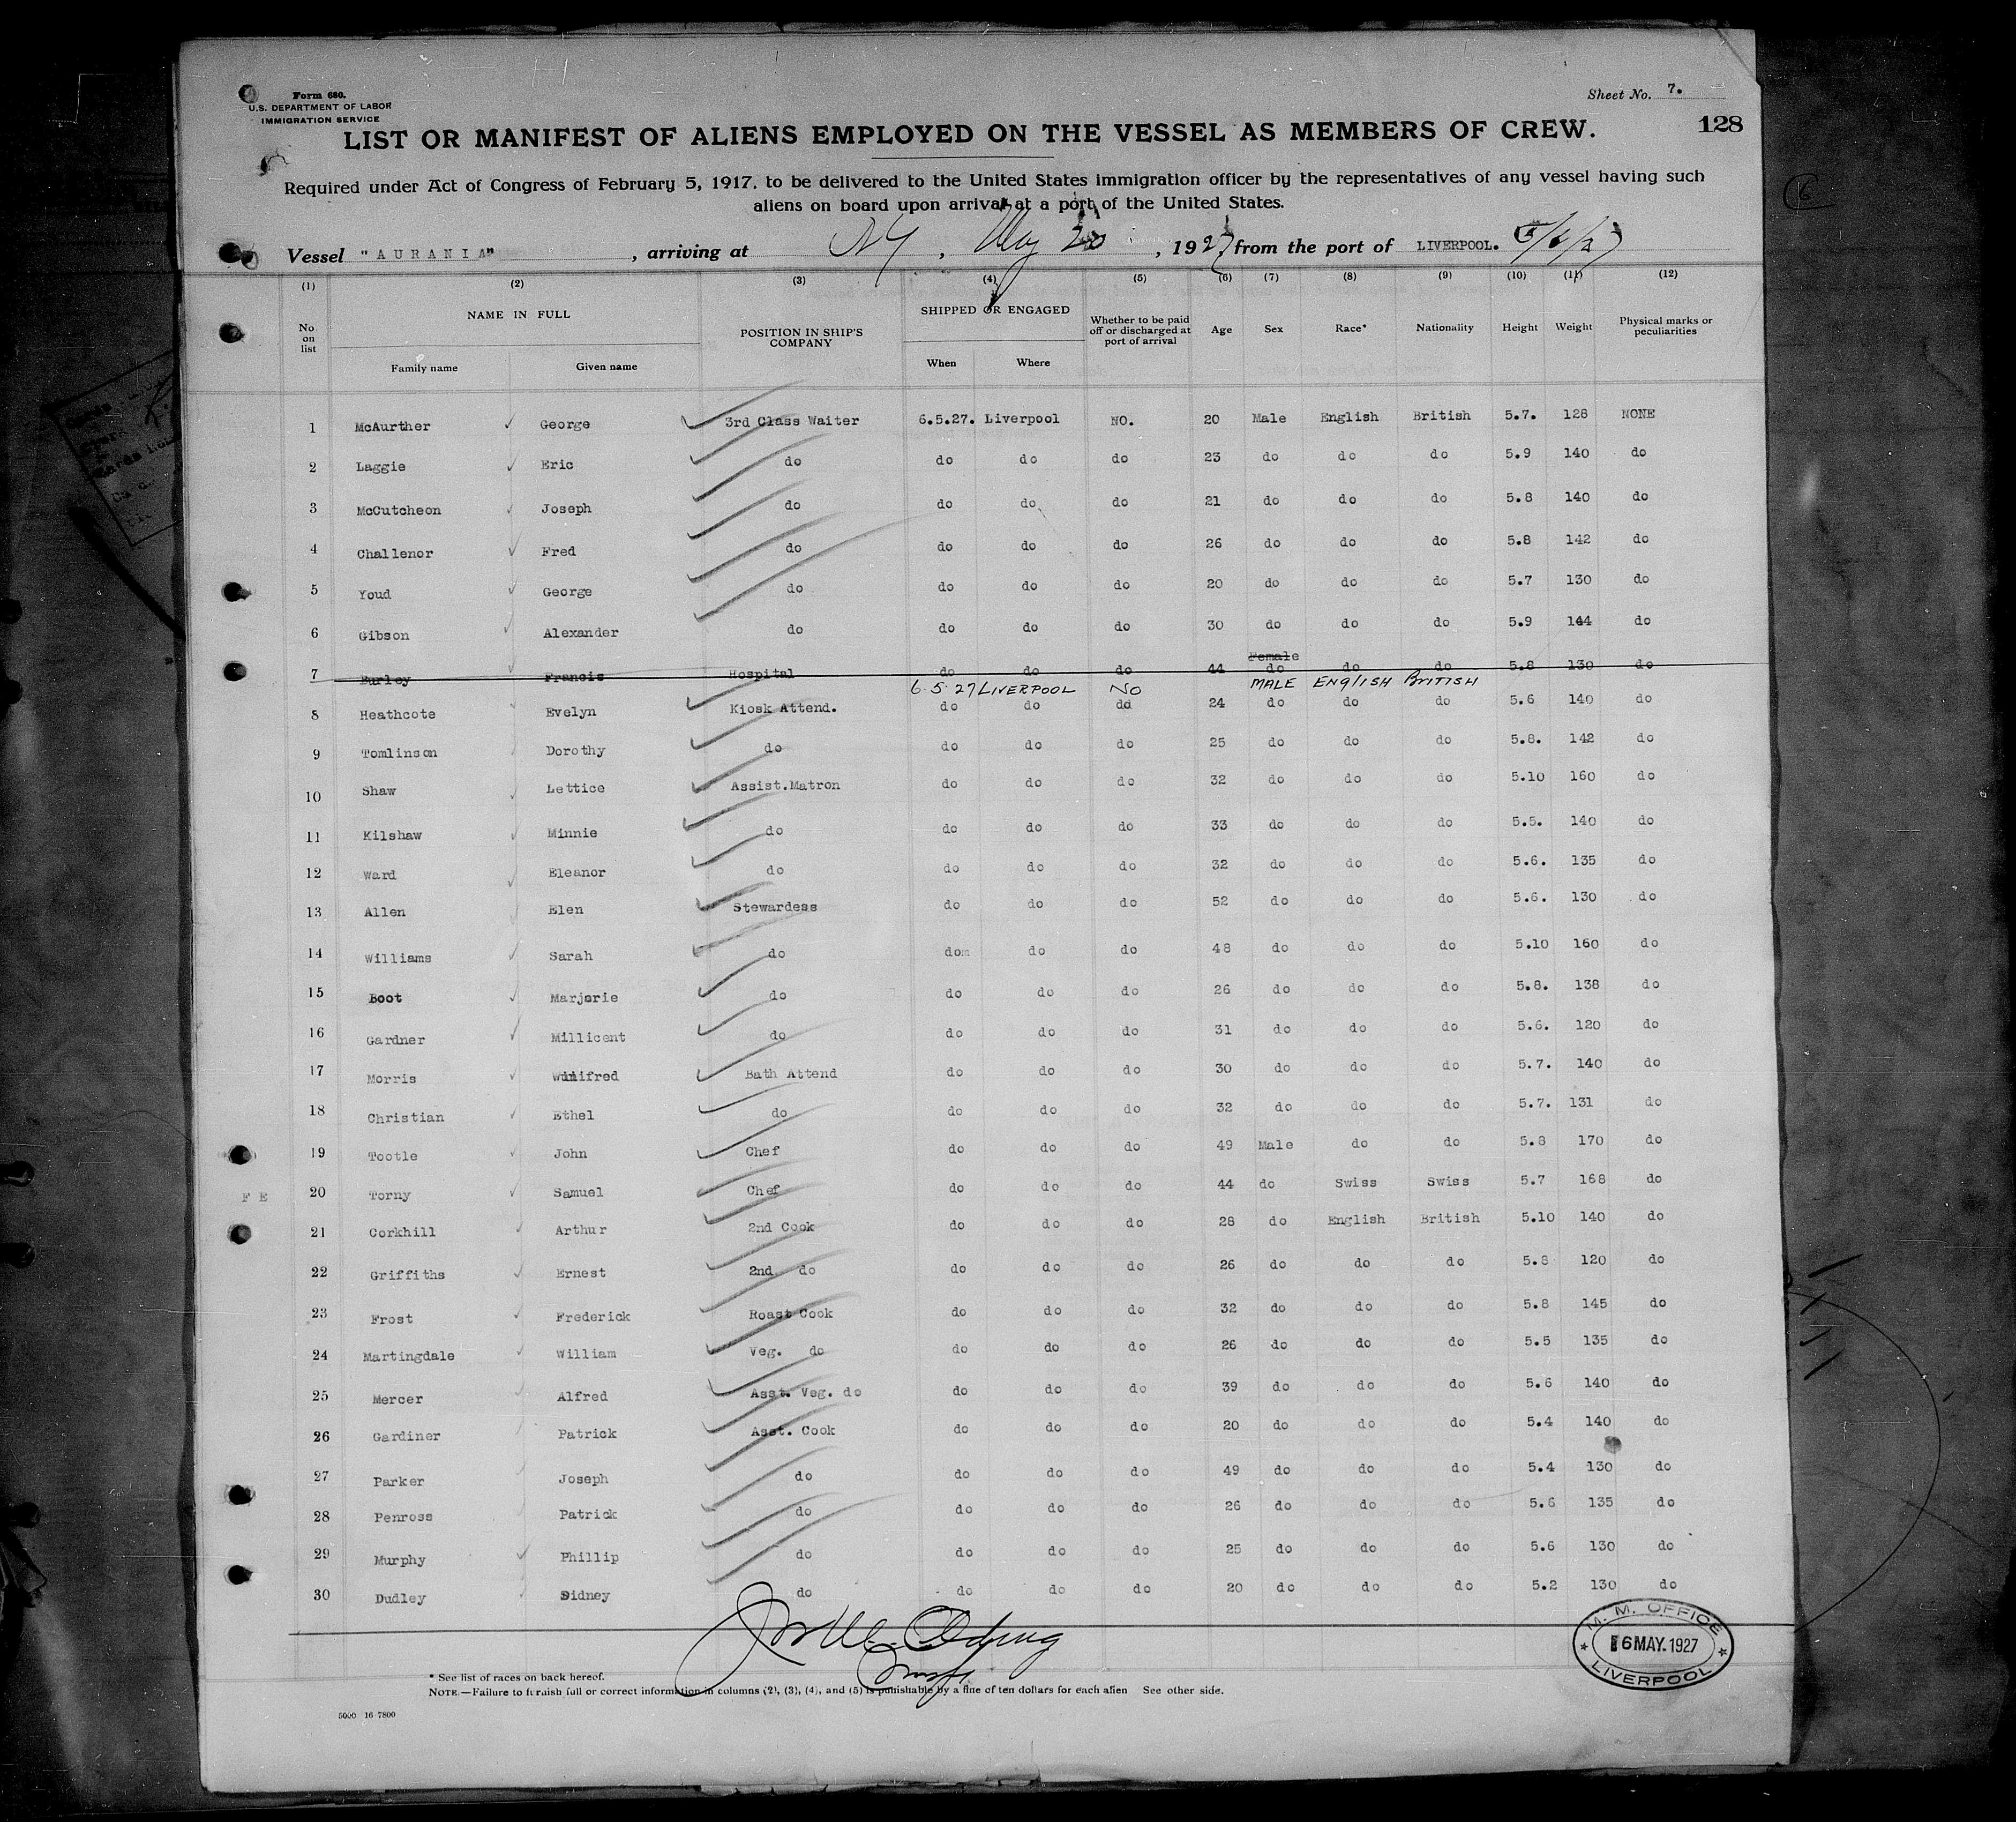 Form 680.
U.S. DEPARTMENT OF LABOR
IMMIGRATION SERVICE
Sheet No. 7.
128
LIST OR MANIFEST OF ALIENS EMPLOYED ON THE VESSEL AS MEMBERS OF CREW.
Required under Act of Congress of February 5, 1917, to be delivered to the United States immigration officer by the representatives of any vessel having such
aliens on board upon arrival at a port of the United States.
Vessel "AURANIA" , arriving at NY , May 20 , 1927, from the port of LIVERPOOL. 5/6/27
(1) (2) (3) (4) (5) (6) (7) (8) (9) (10) (11) (12)
No. on list NAME IN FULL Family name Given name POSITION IN SHIP'S COMPANY SHIPPED OR ENGAGED When Where Whether to be paid off or discharged at port of arrival Age Sex Race* Nationality Height Weight Physical marks or peculiarities
1 McAurther George 3rd Class Waiter 6.5.27. Liverpool NO. 20 Male English British 5.7. 128 NONE
2 Laggie Eric do do do do 23 do do do 5.9 140 do
3 McCutcheon Joseph do do do do 21 do do do 5.8 140 do
4 Challenor Fred do do do do 26 do do do 5.8 142 do
5 Youd George do do do do 20 do do do 5.7 130 do
6 Gibson Alexander do do do do 30 do do do 5.9 144 do
Female
7 Earley Francis Hospital do do do 44 do do do 5.8 130 do
6 5 27 LIVERPOOL NO MALE ENGLISH BRITISH
8 Heathcote Evelyn Kiosk Attend. do do do 24 do do do 5.6 140 do
9 Tomlinson Dorothy do do do do 25 do do do 5.8. 142 do
10 Shaw Lettice Assist.Matron do do do 32 do do do 5.10 160 do
11 Kilshaw Minnie do do do do 33 do do do 5.5. 140 do
12 Ward Eleanor do do do do 32 do do do 5.6. 135 do
13 Allen Elen Stewardess do do do 52 do do do 5.6. 130 do
14 Williams Sarah do dom do do 48 do do do 5.10 160 do
15 Boot Marjorie do do do do 26 do do do 5.8. 138 do
16 Gardner Millicent do do do do 31 do do do 5.6. 120 do
17 Morris Winifred Bath Attend do do do 30 do do do 5.7. 140 do
18 Christian Ethel do do do do 32 do do do 5.7. 131 do
19 Tootle John Chef do do do 49 Male do do 5.8 170 do
F E 20 Torny Samuel Chef do do do 44 do Swiss Swiss 5.7 168 do
21 Corkhill Arthur 2nd Cook do do do 28 do English British 5.10 140 do
22 Griffiths Ernest 2nd do do do do 26 do do do 5.8 120 do
23 Frost Frederick Roast Cook do do do 32 do do do 5.8 145 do
24 Martingdale William Veg. do do do do 26 do do do 5.5 135 do
25 Mercer Alfred Asst. Veg. do do do do 39 do do do 5.6 140 do
26 Gardiner Patrick Asst. Cook do do do 20 do do do 5.4 140 do
27 Parker Joseph do do do do 49 do do do 5.4 130 do
28 Penross Patrick do do do do 26 do do do 5.6 135 do
29 Murphy Phillip do do do do 25 do do do 5.6 130 do
30 Dudley Sidney do do do do 20 do do do 5.2 130 do
M. M. OFFICE
6 MAY. 1927
LIVERPOOL
* See list of races on back hereof.
NOTE.—Failure to furnish full or correct information in columns (2), (3), (4), and (5) is punishable by a fine of ten dollars for each alien See other side.
5000 16-7800